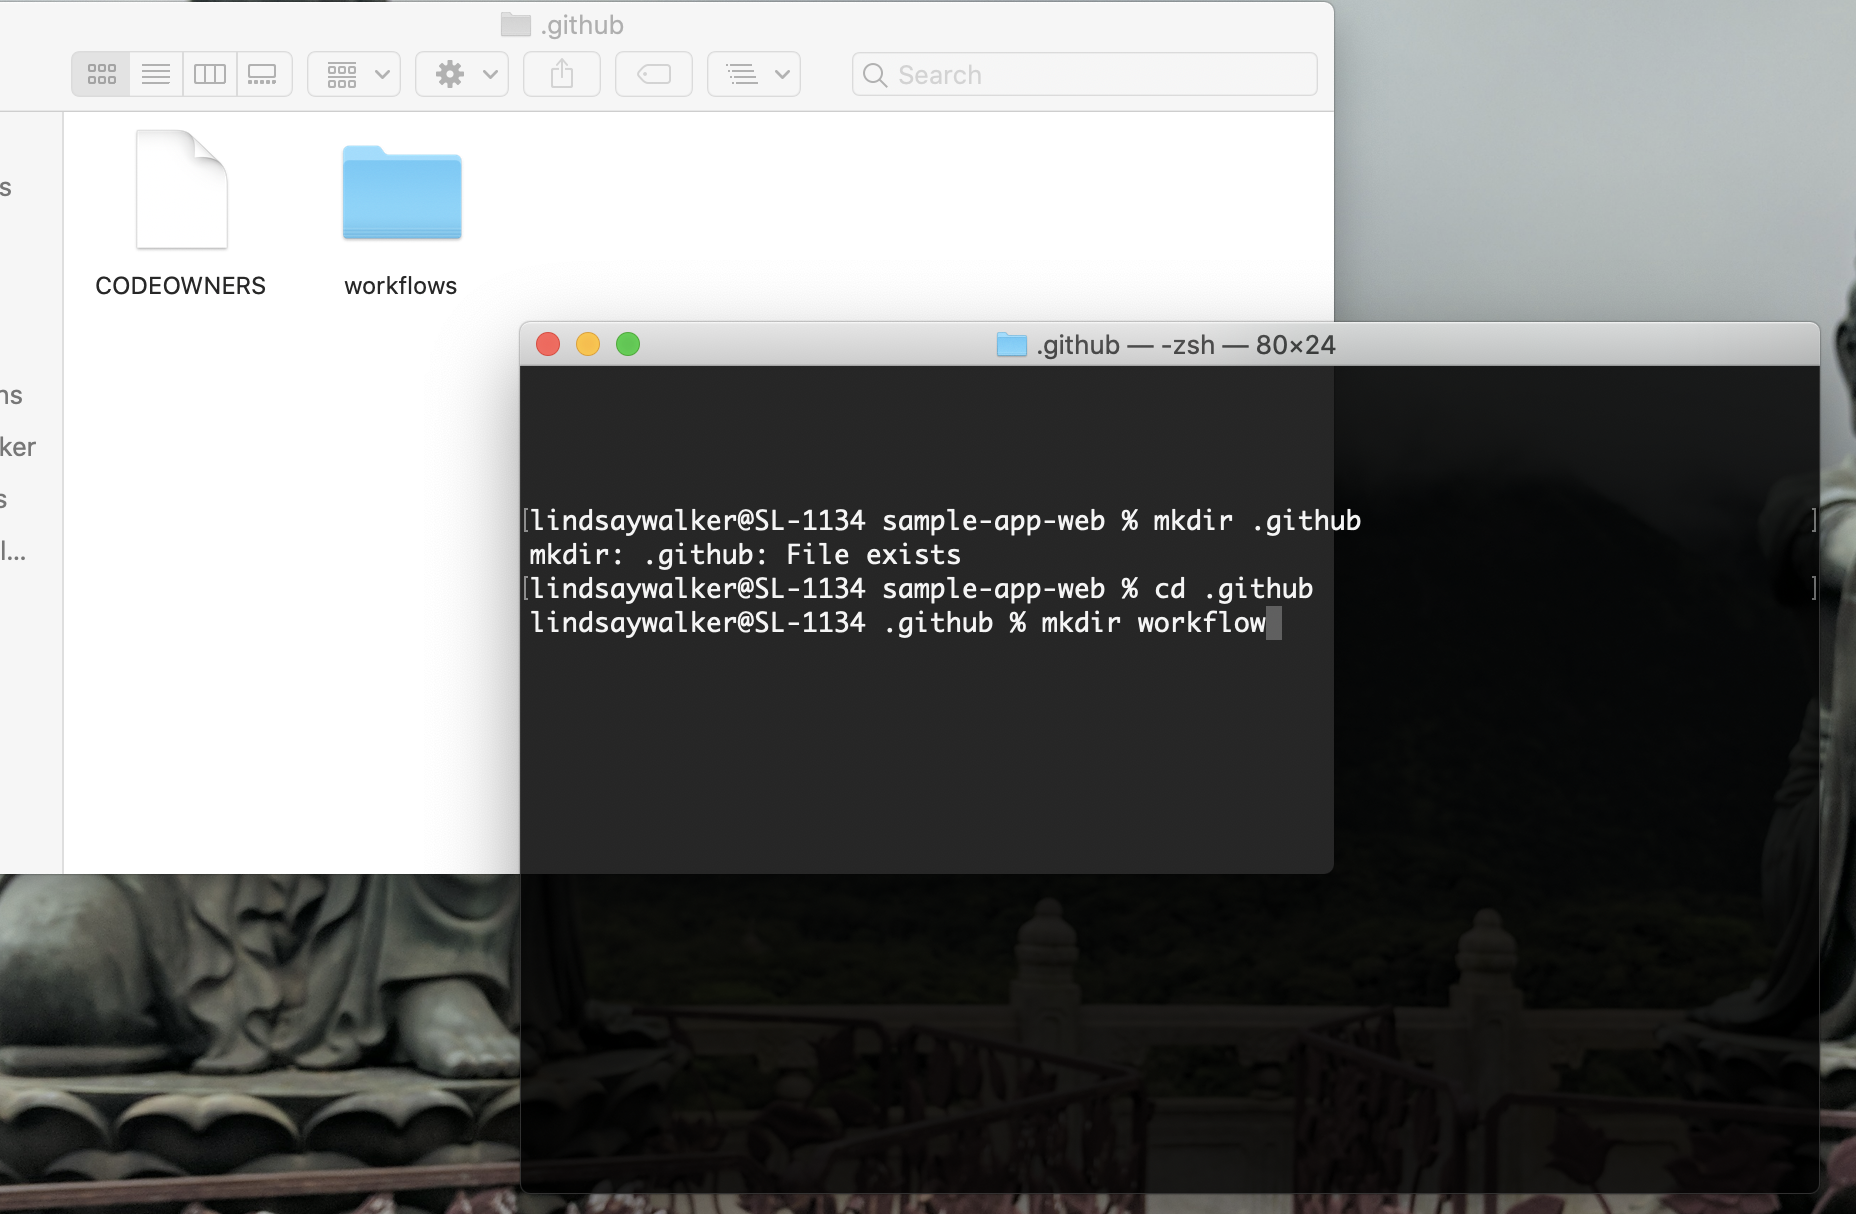 .github
Search
s
CODEOWNERS
workflows
ns
ker
s
l...
.github — -zsh — 80×24
[lindsaywalker@SL-1134 sample-app-web % mkdir .github ]
mkdir: .github: File exists
[lindsaywalker@SL-1134 sample-app-web % cd .github ]
lindsaywalker@SL-1134 .github % mkdir workflow